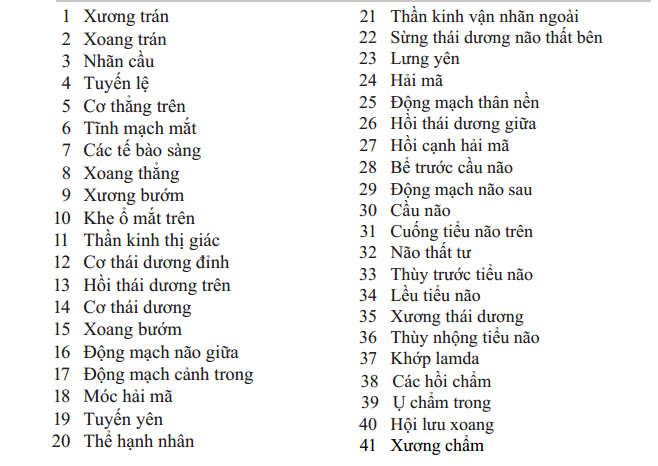 1 Xương trán
2 Xoang trán
3 Nhãn cầu
4 Tuyến lệ
5 Cơ thẳng trên
6 Tĩnh mạch mắt
7 Các tế bào sàng
8 Xoang thẳng
9 Xương bướm
10 Khe ổ mắt trên
11 Thần kinh thị giác
12 Cơ thái dương đỉnh
13 Hồi thái dương trên
14 Cơ thái dương
15 Xoang bướm
16 Động mạch não giữa
17 Động mạch cảnh trong
18 Móc hải mã
19 Tuyến yên
20 Thể hạnh nhân
21 Thần kinh vận nhãn ngoài
22 Sừng thái dương não thất bên
23 Lưng yên
24 Hải mã
25 Động mạch thân nền
26 Hồi thái dương giữa
27 Hồi cạnh hải mã
28 Bể trước cầu não
29 Động mạch não sau
30 Cầu não
31 Cuống tiểu não trên
32 Não thất tư
33 Thùy trước tiểu não
34 Lều tiểu não
35 Xương thái dương
36 Thùy nhộng tiểu não
37 Khớp lamda
38 Các hồi chẩm
39 Ụ chẩm trong
40 Hội lưu xoang
41 Xương chẩm